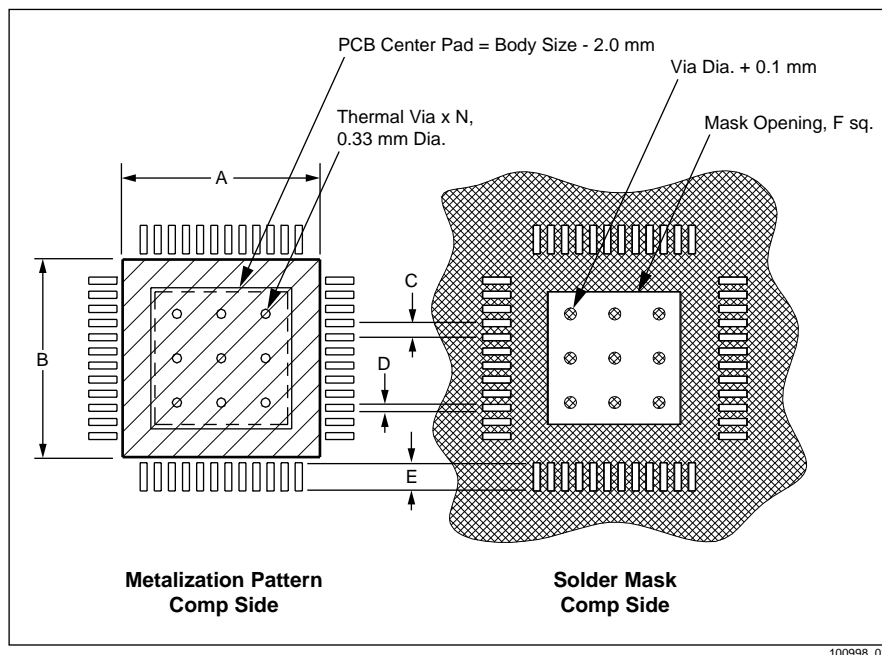 PCB Center Pad = Body Size - 2.0 mm
Via Dia. + 0.1 mm
Thermal Via x N,
0.33 mm Dia.
Mask Opening, F sq.
A
C
B
D
E
Metalization Pattern
Comp Side
Solder Mask
Comp Side